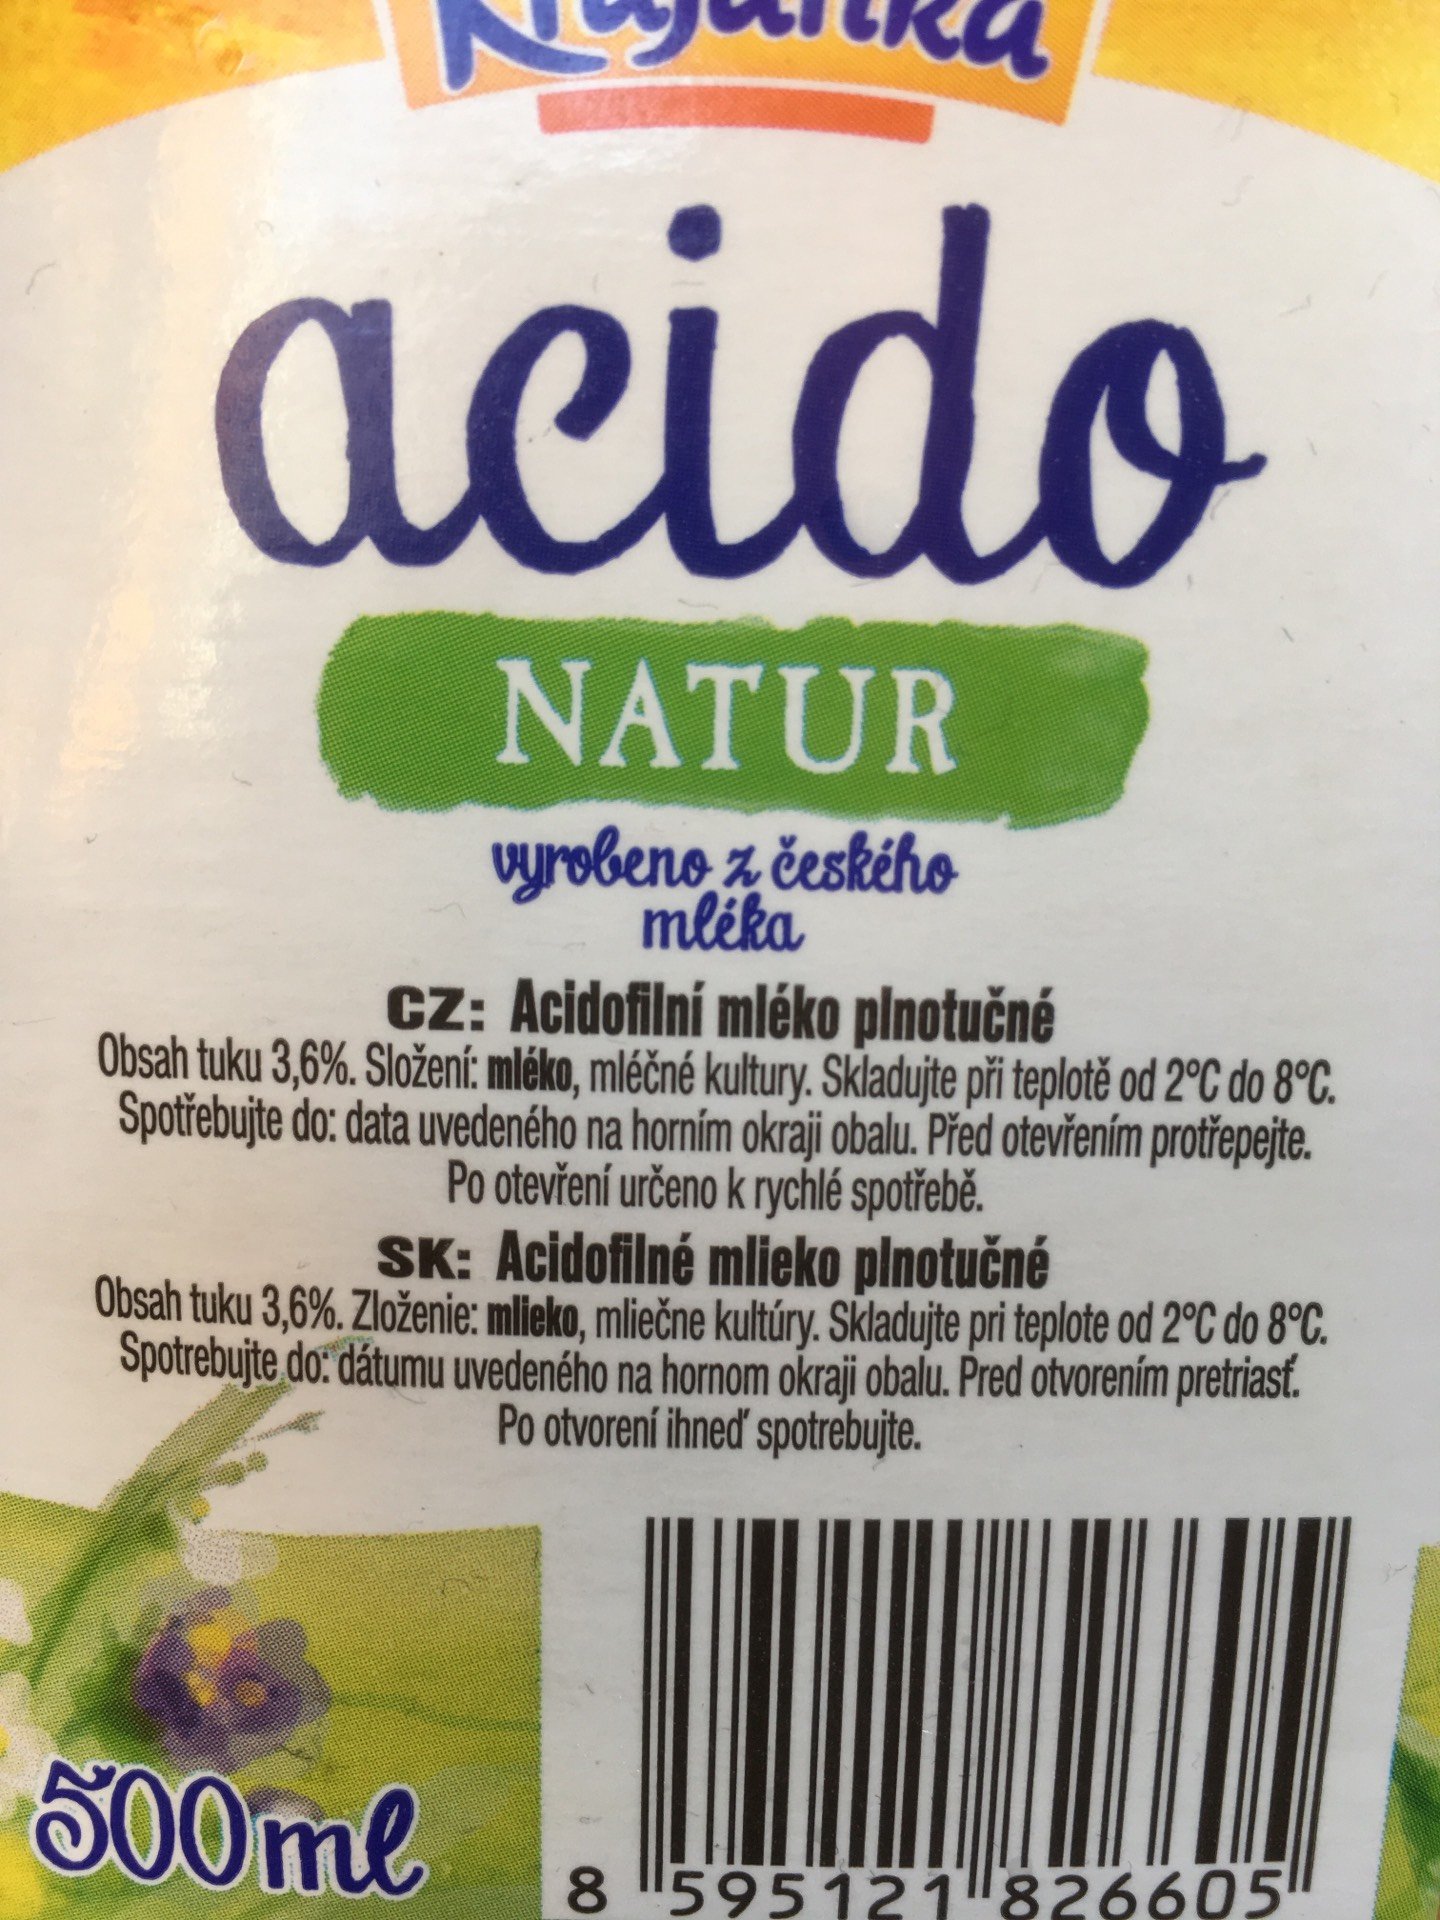 Krajanka
acido
NATUR
vyrobeno z českého
mléka
CZ: Acidofilní mléko plnotučné
Obsah tuku 3,6%. Složení: mléko, mléčné kultury. Skladujte při teplotě od 2°C do 8°C.
Spotřebujte do: data uvedeného na horním okraji obalu. Před otevřením protřepejte.
Po otevření určeno k rychlé spotřebě.
SK: Acidofilné mlieko plnotučné
Obsah tuku 3,6%. Zloženie: mlieko, mliečne kultúry. Skladujte pri teplote od 2°C do 8°C.
Spotrebujte do: dátumu uvedeného na hornom okraji obalu. Pred otvorením pretriasť.
Po otvorení ihneď spotrebujte.
500ml
8 595121 826605